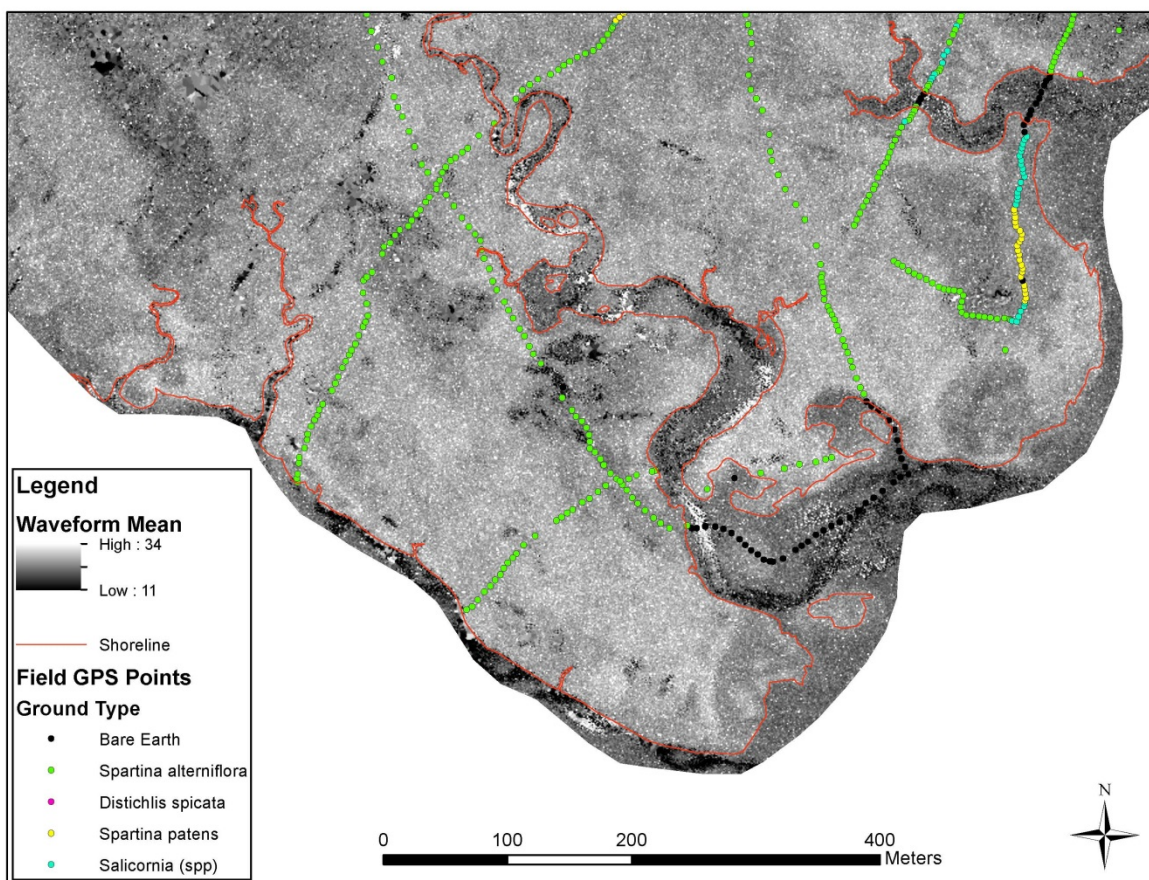 Legend
Waveform Mean
High : 34
Low : 11
Shoreline
Field GPS Points
Ground Type
Bare Earth
Spartina alterniflora
Distichlis spicata
Spartina patens
Salicornia (spp)
0 100 200 400
Meters
N